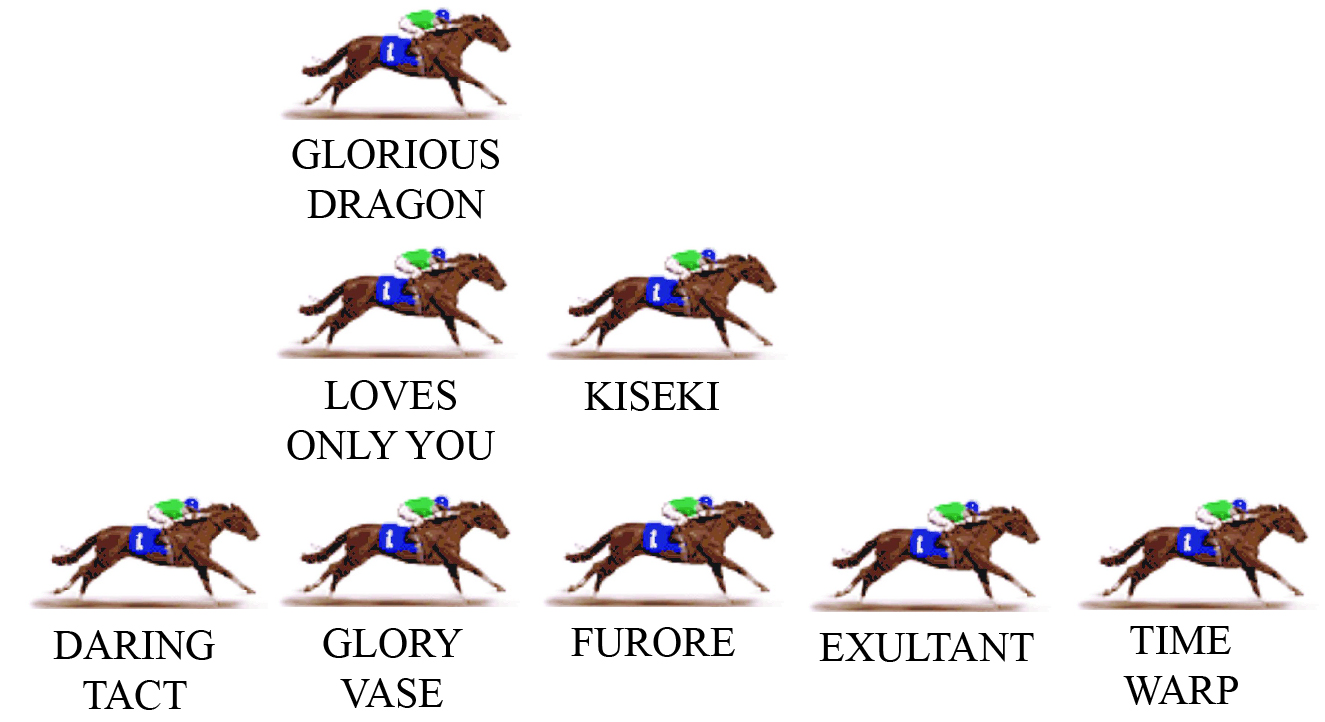 GLORIOUS
DRAGON
LOVES
ONLY YOU
KISEKI
DARING
TACT
GLORY
VASE
FURORE
EXULTANT
TIME
WARP